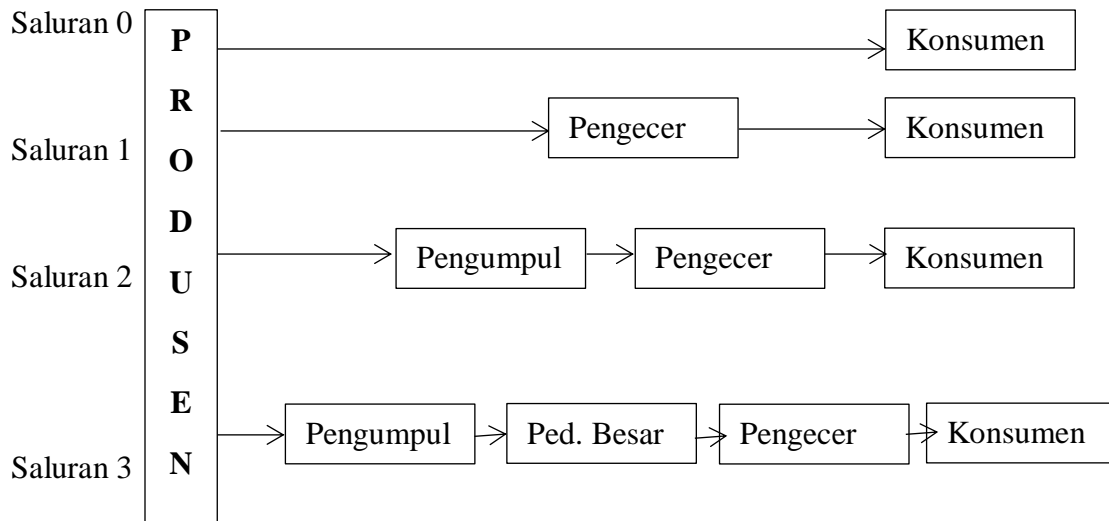 Saluran 0
PRODUSEN
Konsumen
Saluran 1
Pengecer
Konsumen
Saluran 2
Pengumpul
Pengecer
Konsumen
Saluran 3
Pengumpul
Ped. Besar
Pengecer
Konsumen